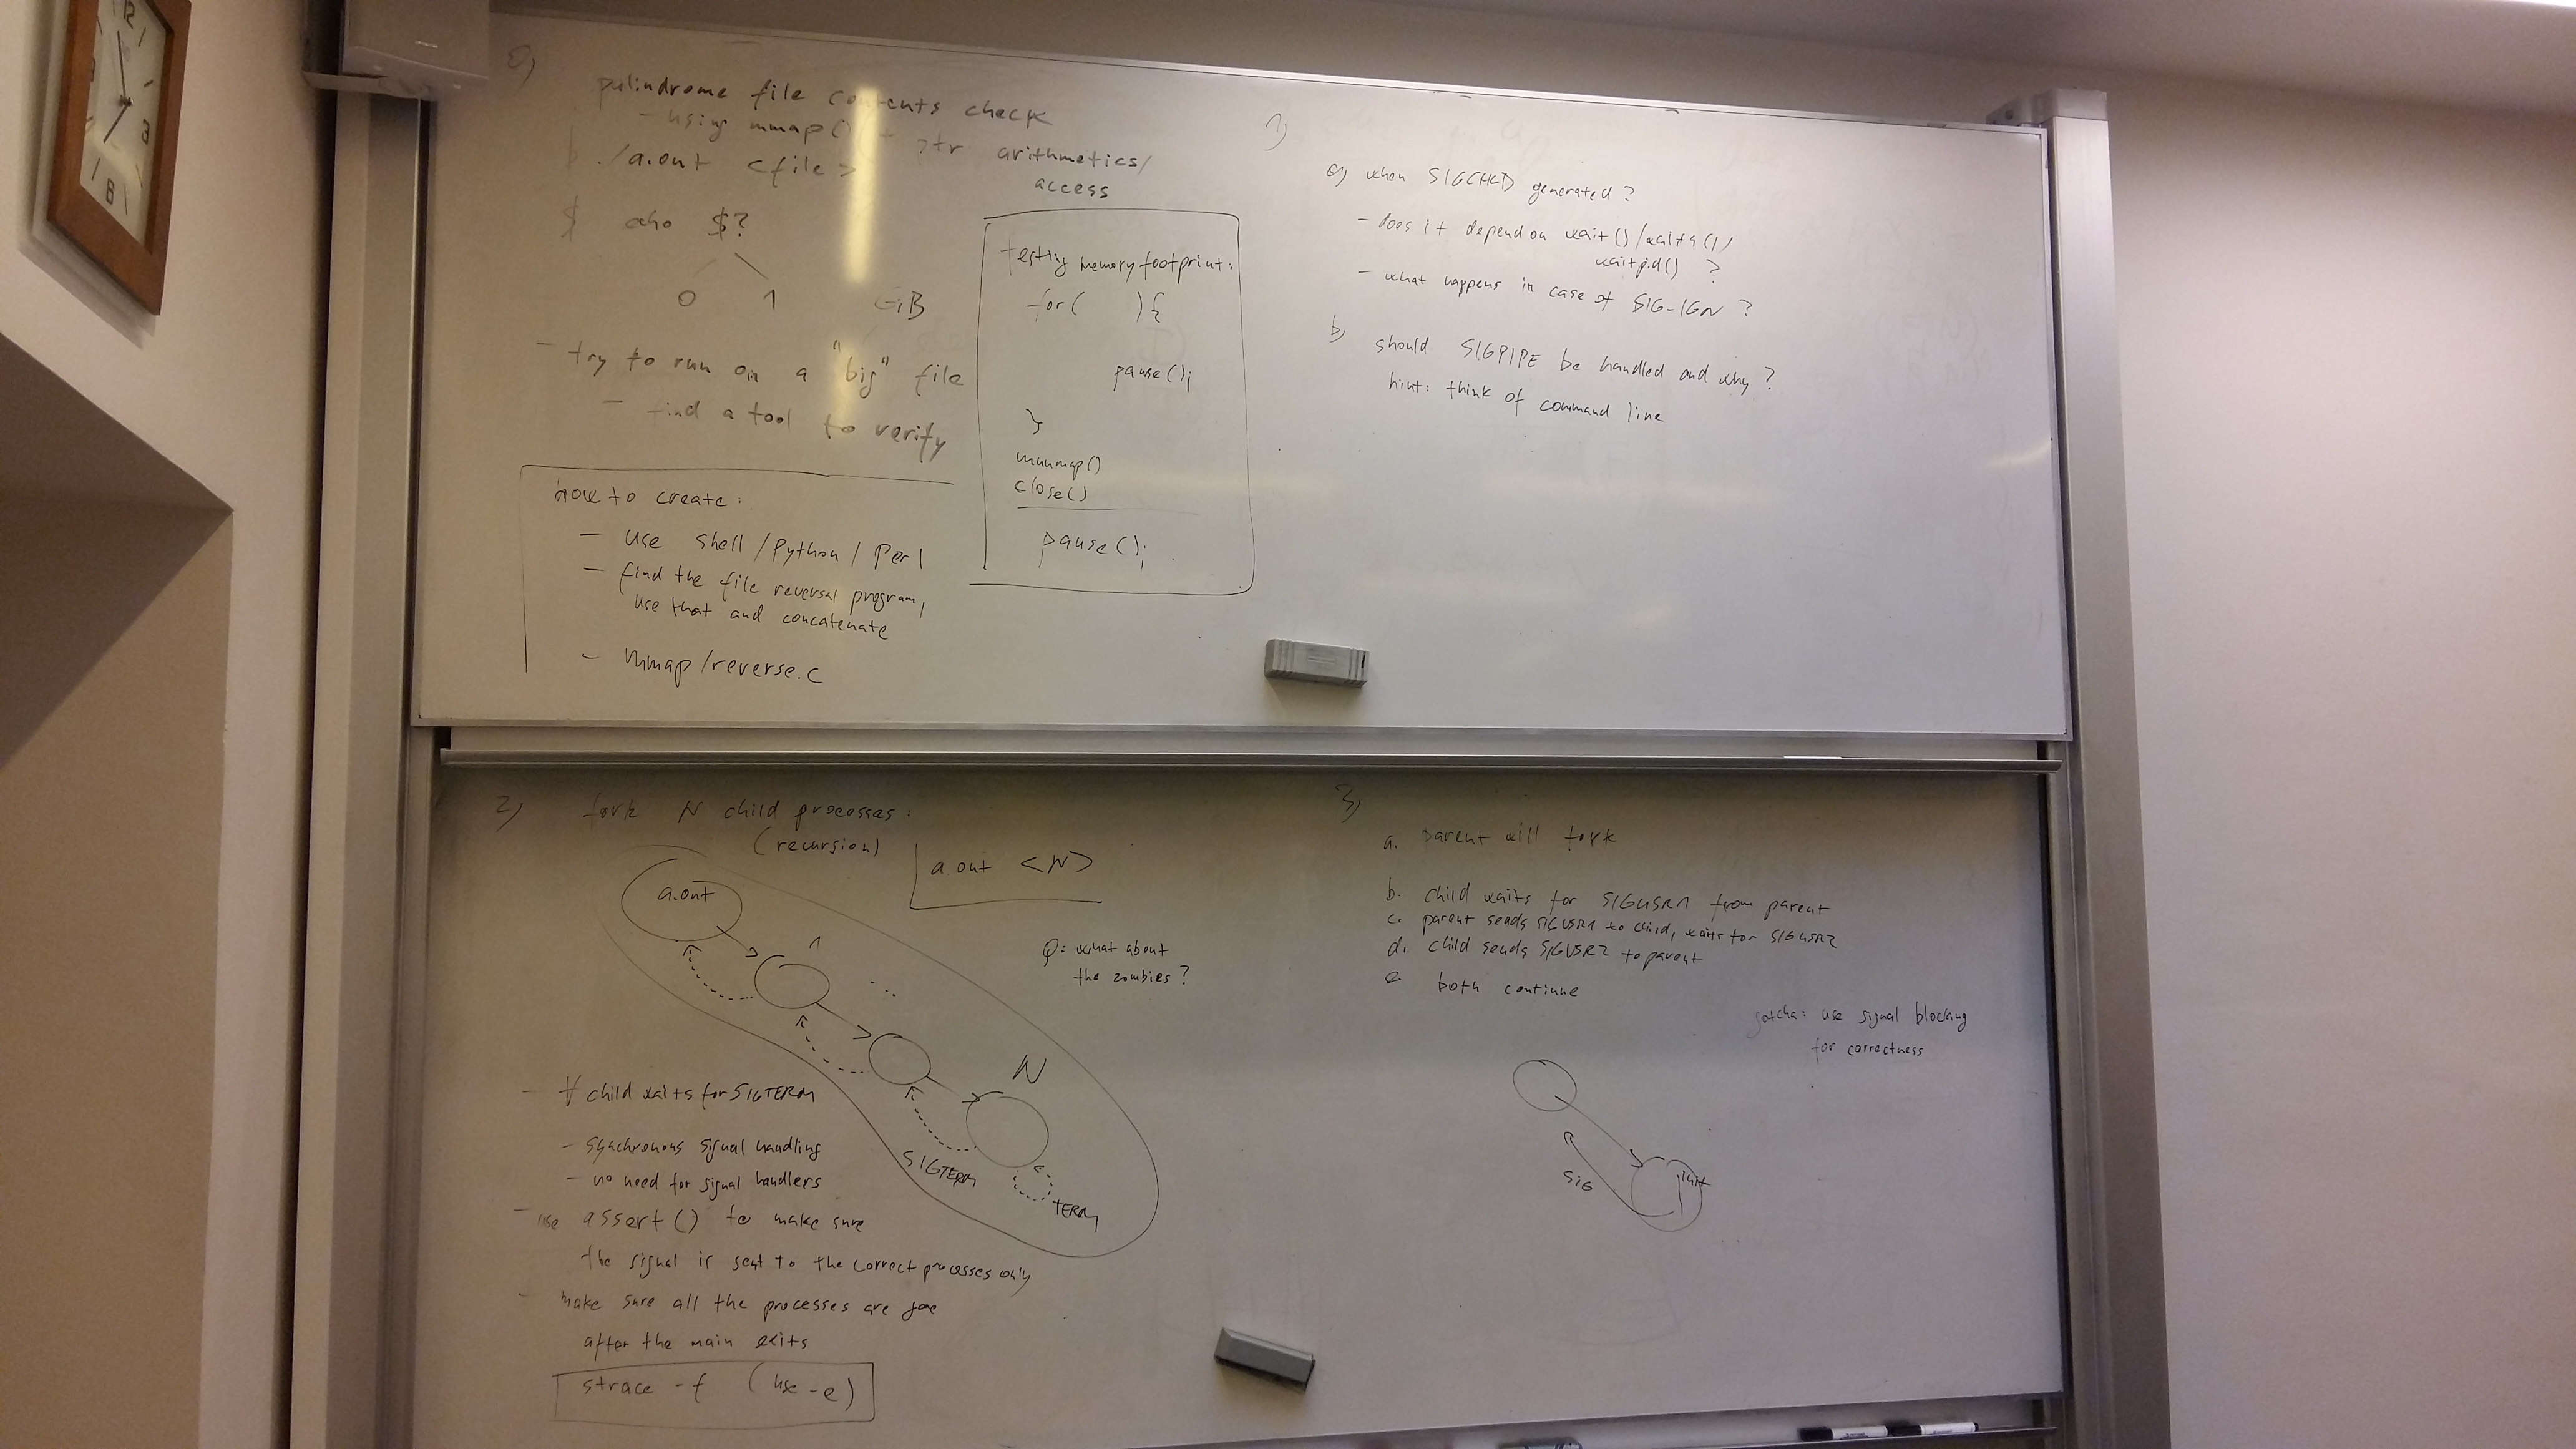 0)
palindrome file contents check
- using mmap() + ptr arithmetics/
access
$ ./a.out <file>
$ echo $?
0 1
GiB
- try to run on a "big" file
- find a tool to verify
how to create:
- use shell/Python/Perl
- find the file reversal program,
use that and concatenate
- mmap/reverse.c
Testing memory footprint:
for( ){
pause();
}
munmap()
close()
pause();
1)
a) when SIGCHLD generated?
- does it depend on wait()/wait4()/
waitpid() ?
- what happens in case of SIG_IGN ?
b) should SIGPIPE be handled and why?
hint: think of command line
2) fork N child processes:
(recursion)
a.out <N>
a.out
1
...
N
SIGTERM
TERM
Q: what about
the zombies?
- ∀ child waits for SIGTERM
- synchronous signal handling
- no need for signal handlers
- use assert() to make sure
the signal is sent to the correct processes only
- make sure all the processes are gone
after the main exits
strace -f (use -e)
3)
a. parent will fork
b. child waits for SIGUSR1 from parent
c. parent sends SIGUSR1 to child, waits for SIGUSR2
d. child sends SIGUSR2 to parent
e. both continue
gotcha: use signal blocking
for correctness
SIG
init